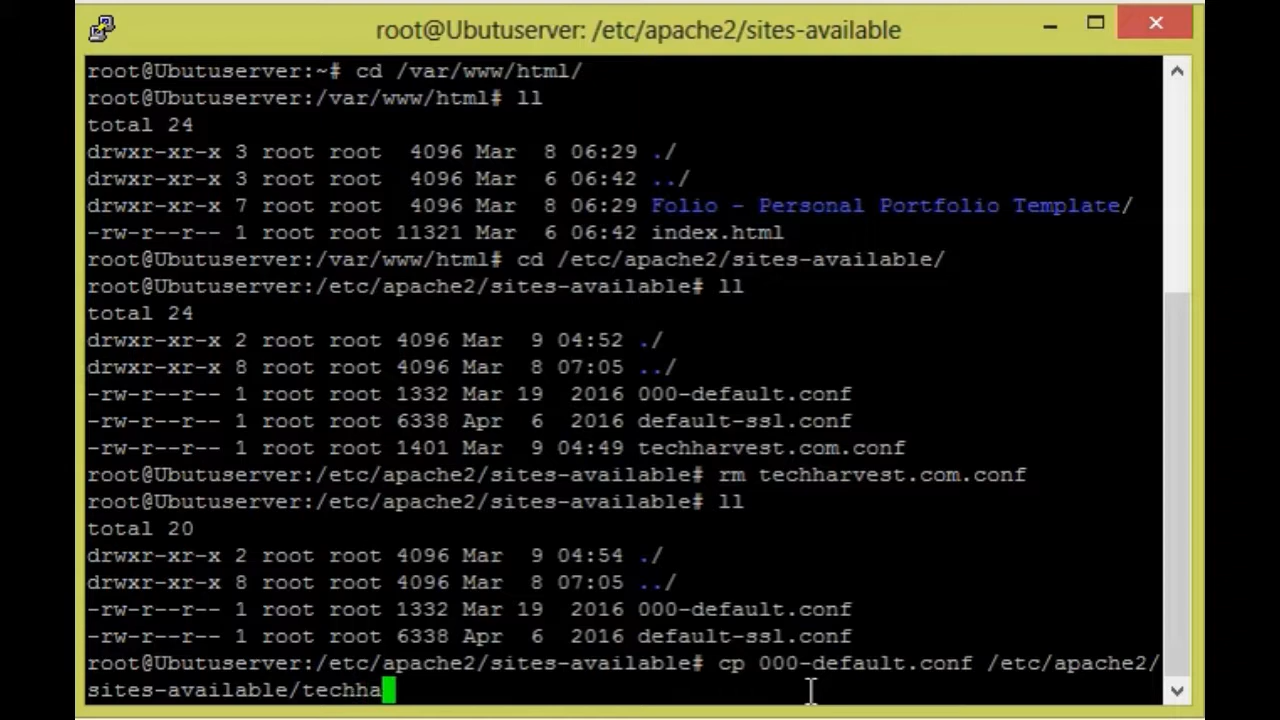 root@Ubutuserver: /etc/apache2/sites-available
root@Ubutuserver:~# cd /var/www/html/
root@Ubutuserver:/var/www/html# ll
total 24
drwxr-xr-x 3 root root  4096 Mar  8 06:29 ./
drwxr-xr-x 3 root root  4096 Mar  6 06:42 ../
drwxr-xr-x 7 root root  4096 Mar  8 06:29 Folio - Personal Portfolio Template/
-rw-r--r-- 1 root root 11321 Mar  6 06:42 index.html
root@Ubutuserver:/var/www/html# cd /etc/apache2/sites-available/
root@Ubutuserver:/etc/apache2/sites-available# ll
total 24
drwxr-xr-x 2 root root 4096 Mar  9 04:52 ./
drwxr-xr-x 8 root root 4096 Mar  8 07:05 ../
-rw-r--r-- 1 root root 1332 Mar 19  2016 000-default.conf
-rw-r--r-- 1 root root 6338 Apr  6  2016 default-ssl.conf
-rw-r--r-- 1 root root 1401 Mar  9 04:49 techharvest.com.conf
root@Ubutuserver:/etc/apache2/sites-available# rm techharvest.com.conf
root@Ubutuserver:/etc/apache2/sites-available# ll
total 20
drwxr-xr-x 2 root root 4096 Mar  9 04:54 ./
drwxr-xr-x 8 root root 4096 Mar  8 07:05 ../
-rw-r--r-- 1 root root 1332 Mar 19  2016 000-default.conf
-rw-r--r-- 1 root root 6338 Apr  6  2016 default-ssl.conf
root@Ubutuserver:/etc/apache2/sites-available# cp 000-default.conf /etc/apache2/
sites-available/techha